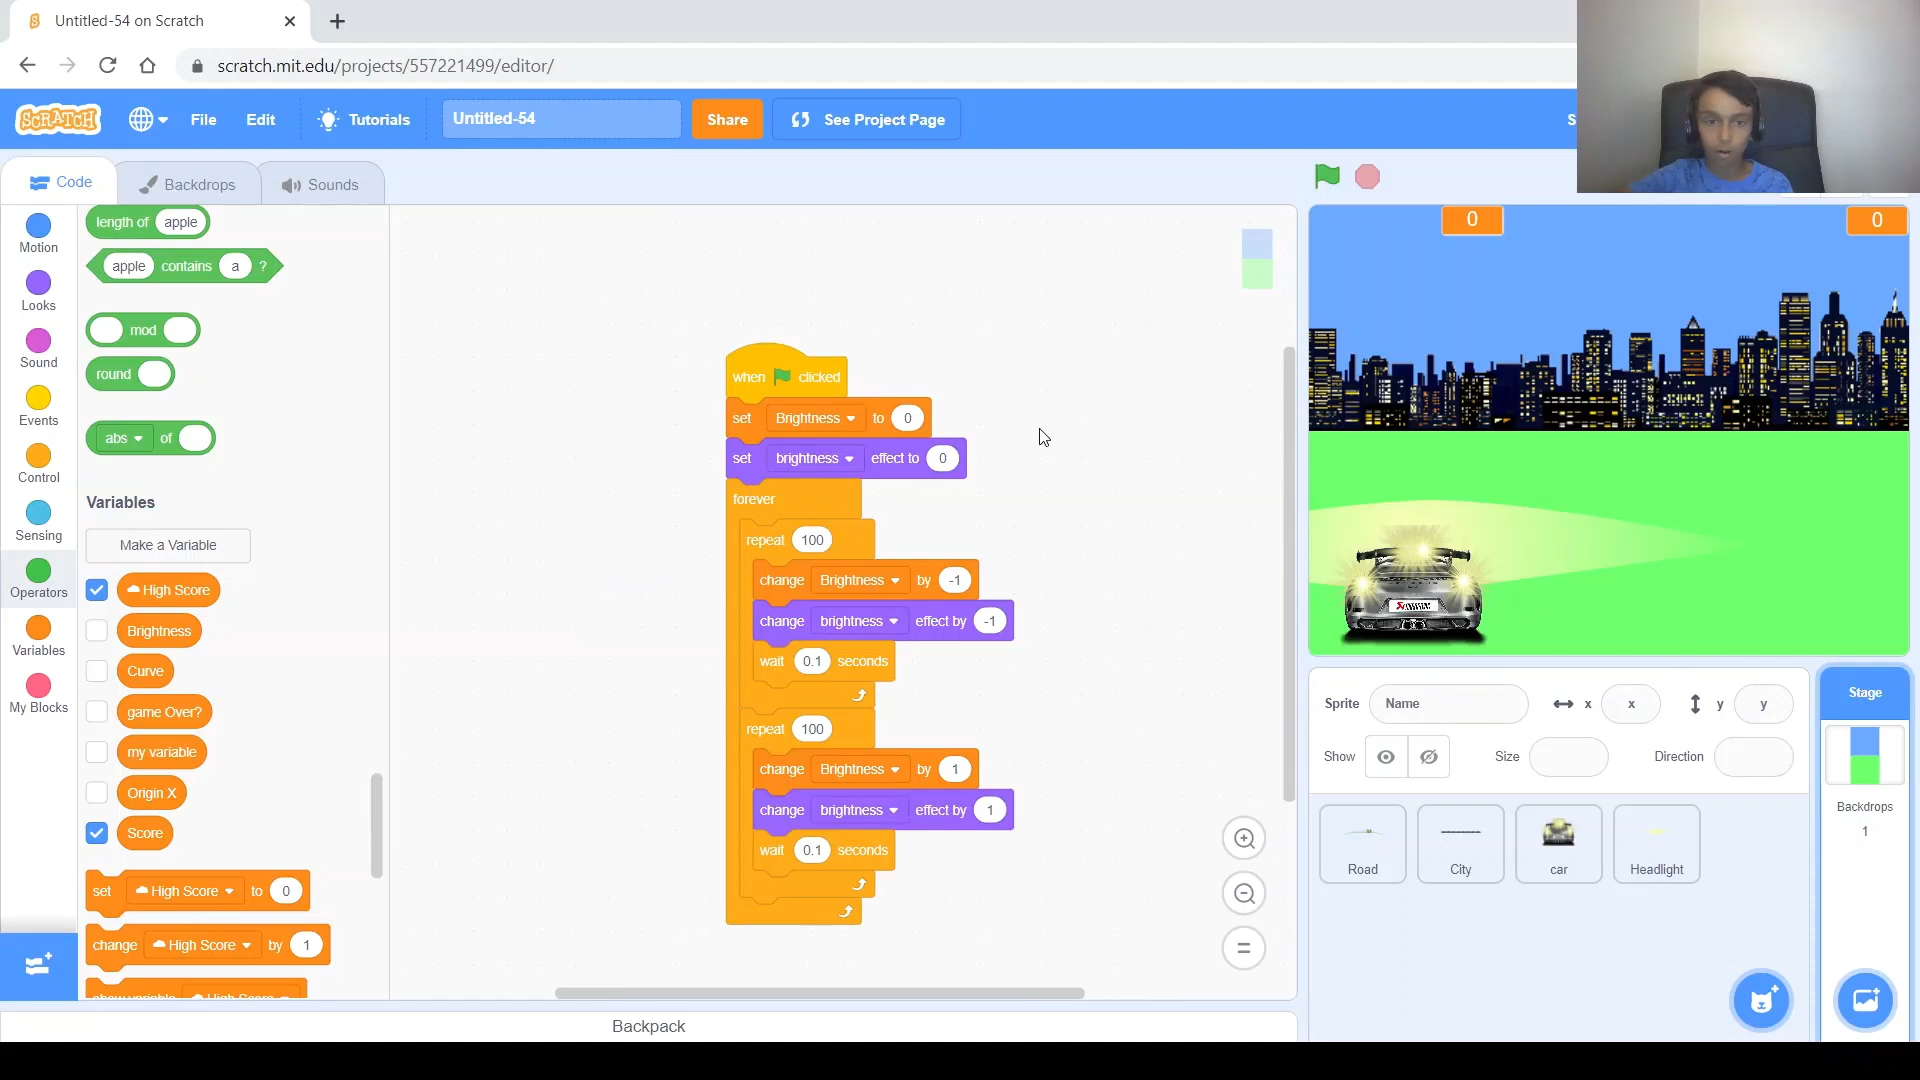 Untitled-54 on Scratch
scratch.mit.edu/projects/557221499/editor/
SCRATCH
File
Edit
Tutorials
Untitled-54
Share
See Project Page
S
Code
Backdrops
Sounds
Motion
Looks
Sound
Events
Control
Sensing
Operators
Variables
My Blocks
length of apple
apple contains a ?
mod
round
abs of
Variables
Make a Variable
High Score
Brightness
Curve
game Over?
my variable
Origin X
Score
set High Score to 0
change High Score by 1
show variable High Score
when clicked
set Brightness to 0
set brightness effect to 0
forever
repeat 100
change Brightness by -1
change brightness effect by -1
wait 0.1 seconds
repeat 100
change Brightness by 1
change brightness effect by 1
wait 0.1 seconds
=
Backpack
0
0
Sprite Name x x y y
Show Size Direction
Road
City
car
Headlight
Stage
Backdrops
1